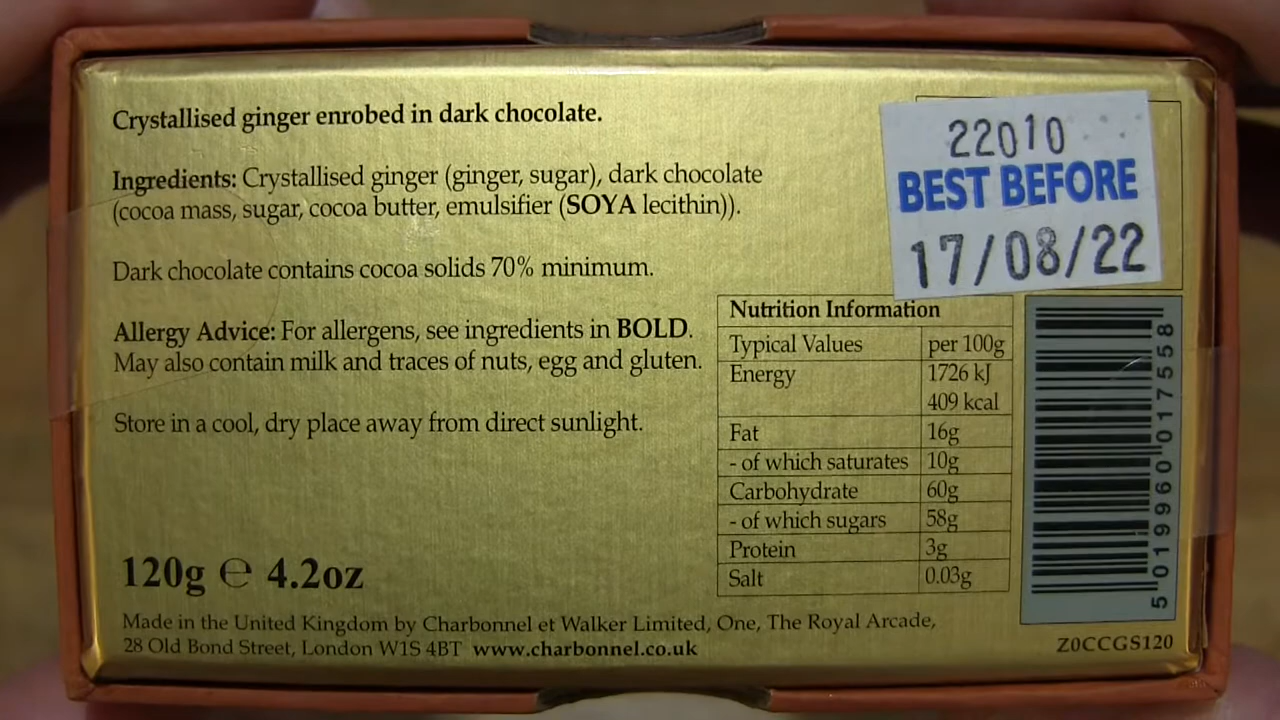 Crystallised ginger enrobed in dark chocolate.
Ingredients: Crystallised ginger (ginger, sugar), dark chocolate
(cocoa mass, sugar, cocoa butter, emulsifier (SOYA lecithin)).
Dark chocolate contains cocoa solids 70% minimum.
Allergy Advice: For allergens, see ingredients in BOLD.
May also contain milk and traces of nuts, egg and gluten.
Store in a cool, dry place away from direct sunlight.
120g ℮ 4.2oz
Made in the United Kingdom by Charbonnel et Walker Limited, One, The Royal Arcade,
28 Old Bond Street, London W1S 4BT www.charbonnel.co.uk
22010
BEST BEFORE
17/08/22
Nutrition Information
Typical Values per 100g
Energy 1726 kJ
409 kcal
Fat 16g
- of which saturates 10g
Carbohydrate 60g
- of which sugars 58g
Protein 3g
Salt 0.03g
5 019960 017558
Z0CCGS120